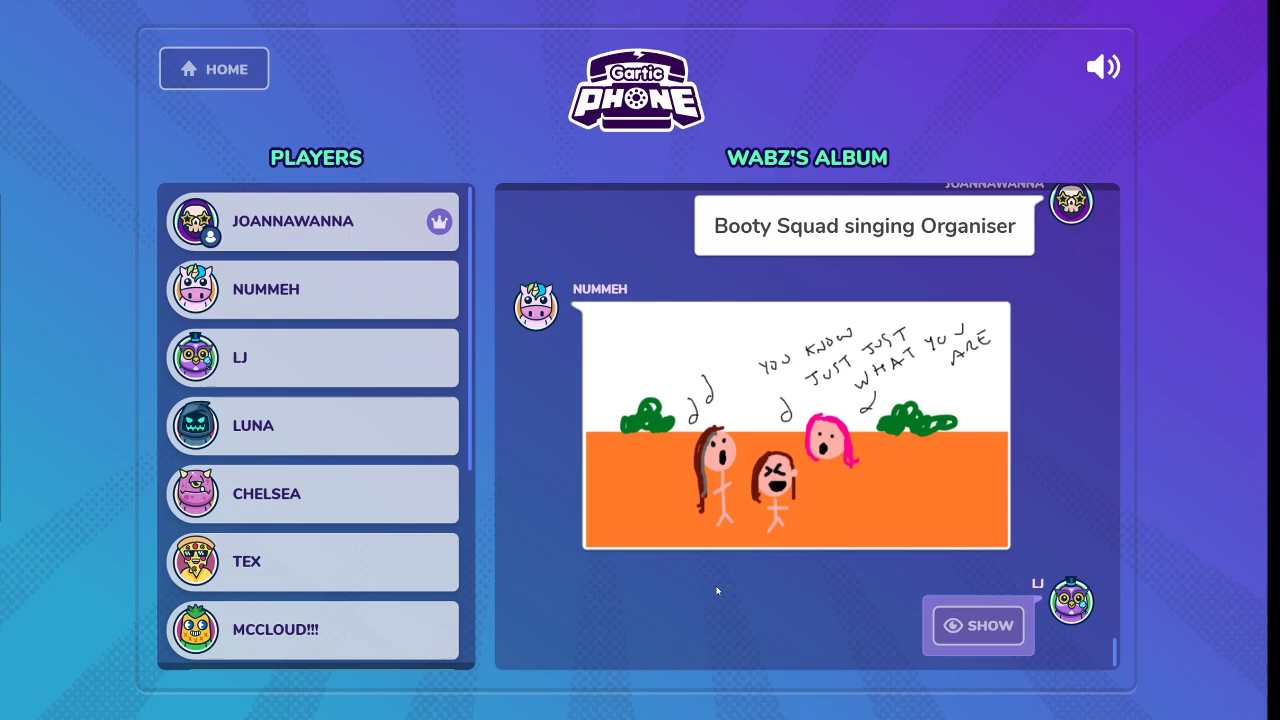 HOME
Gartic
PHONE
PLAYERS
WABZ'S ALBUM
JOANNAWANNA
NUMMEH
LJ
LUNA
CHELSEA
TEX
MCCLOUD!!!
JOANNAWANNA
Booty Squad singing Organiser
NUMMEH
YOU KNOW
JUST JUST
WHAT YOU
ARE
LJ
SHOW